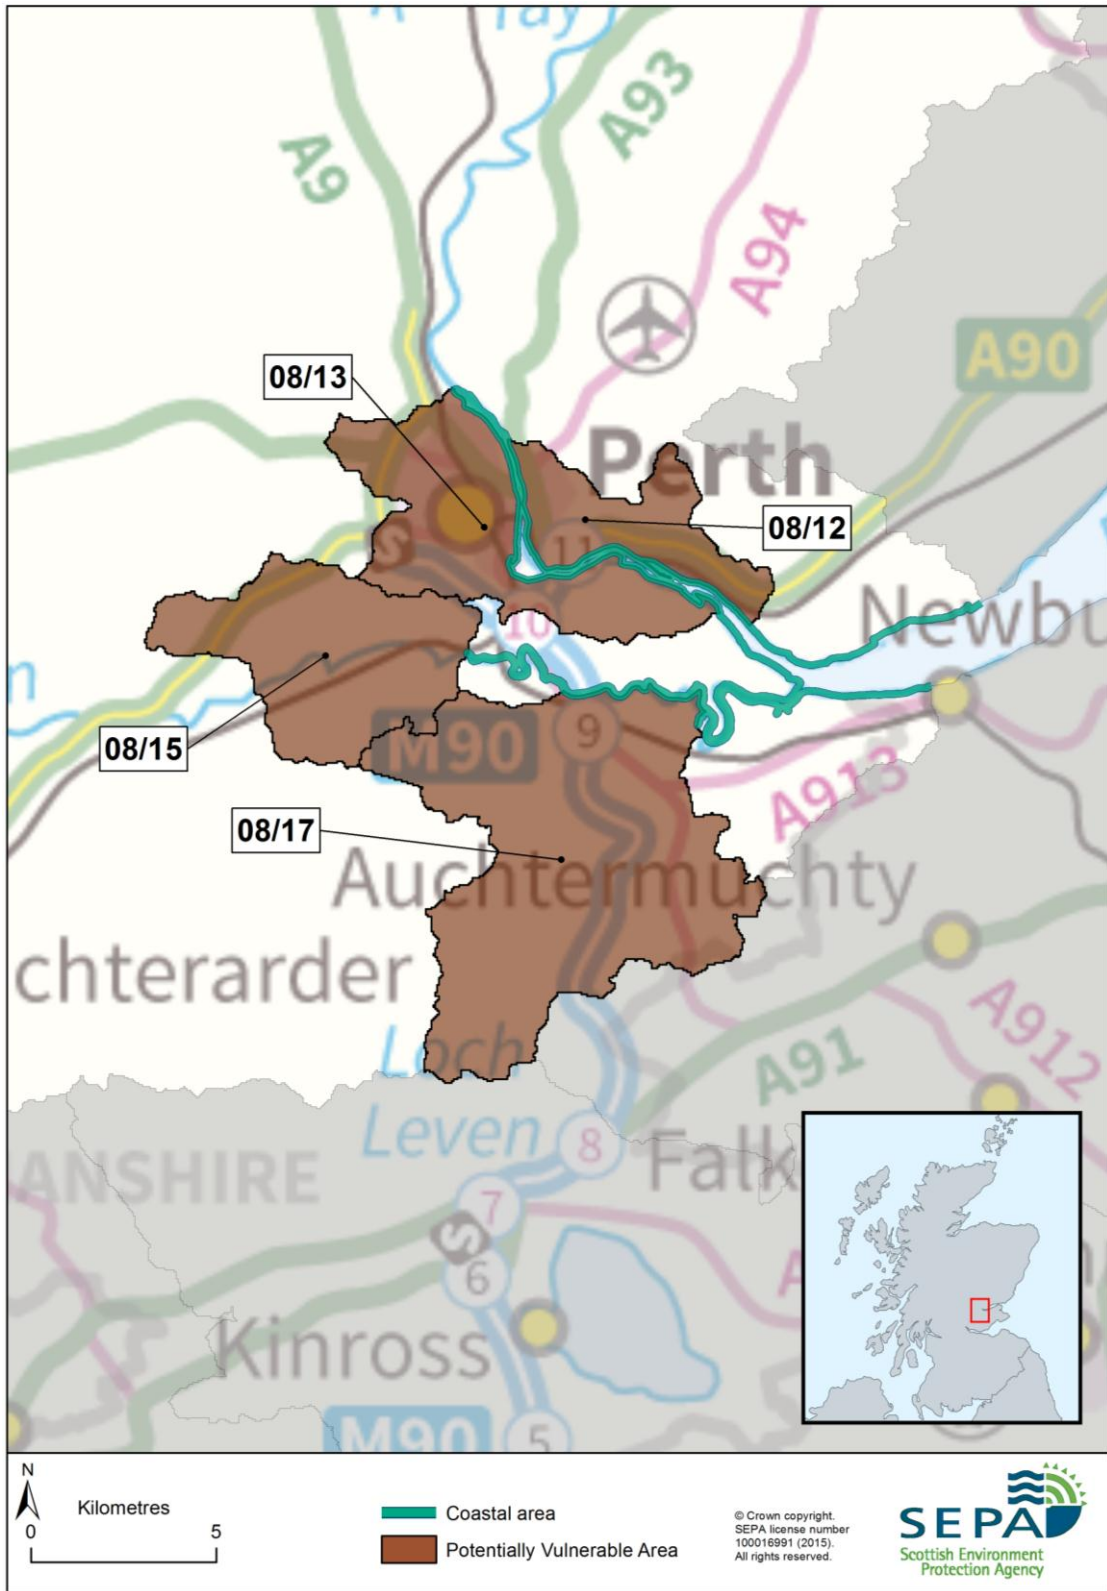 Tay
A9
A93
A94
A90
08/13
Perth
08/12
11
S
Newbu
10
08/15
M90
9
A913
08/17
Auchtermuchty
chterarder
A912
Loch
A91
Leven
8
Falk
ANSHIRE
7
S
6
Kinross
M90
5
N
Kilometres
0
5
Coastal area
Potentially Vulnerable Area
© Crown copyright.
SEPA license number
100016991 (2015).
All rights reserved.
SEPA
Scottish Environment
Protection Agency